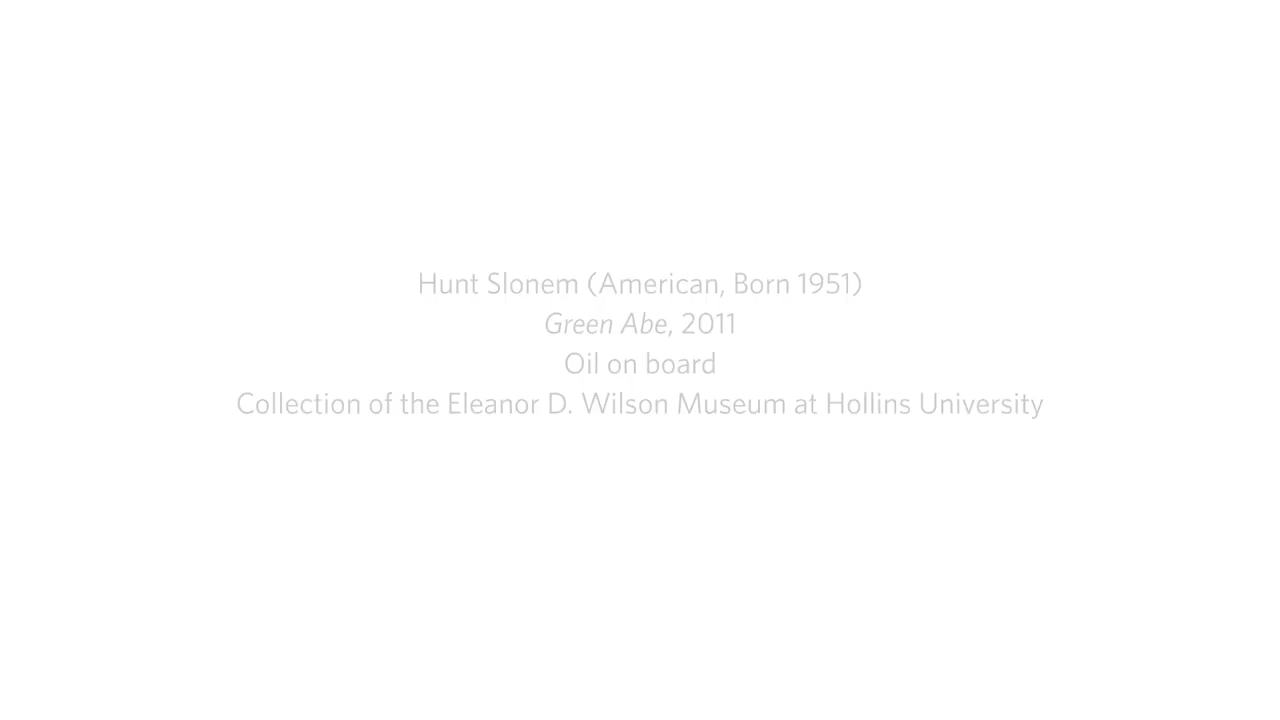 Hunt Slonem (American, Born 1951)
Green Abe, 2011
Oil on board
Collection of the Eleanor D. Wilson Museum at Hollins University